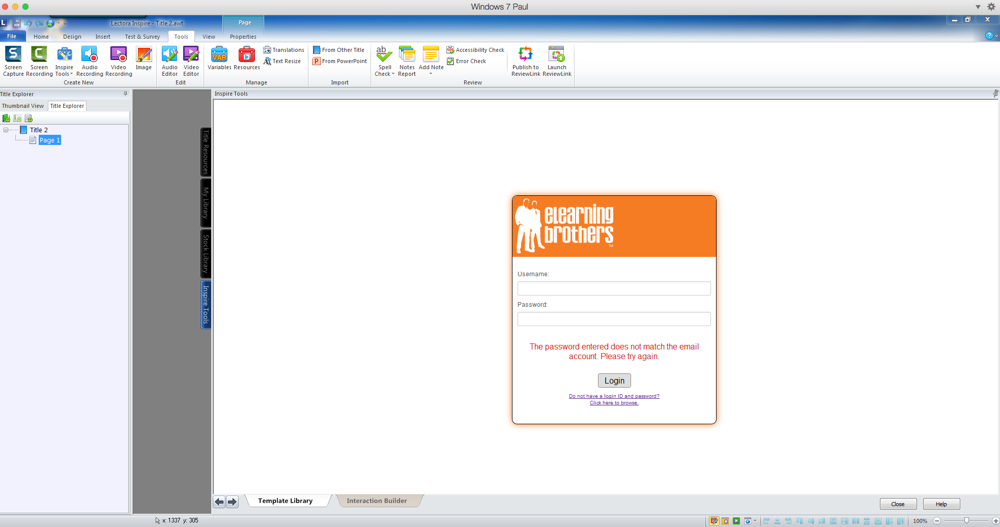 Windows 7 Paul
Lectora Inspire - Title 2.awt
Page
File Home Design Insert Test & Survey Tools View Properties
Screen Capture
Screen Recording
Inspire Tools
Audio Recording
Video Recording
Image
Create New
Audio Editor
Video Editor
Edit
VAR
Variables
Resources
Translations
Text Resize
Manage
From Other Title
From PowerPoint
Import
ab
Spell Check
Notes Report
Add Note
508 Accessibility Check
Error Check
Publish to ReviewLink
Launch ReviewLink
Review
Title Explorer
Thumbnail View Title Explorer
Title 2
Page 1
Title Resources
My Library
Stock Library
Inspire Tools
Inspire Tools
eLearning
brothers
TM
Username:
Password:
The password entered does not match the email
account. Please try again.
Login
Do not have a login ID and password?
Click here to browse.
Template Library Interaction Builder
Close Help
x: 1337 y: 305
100%